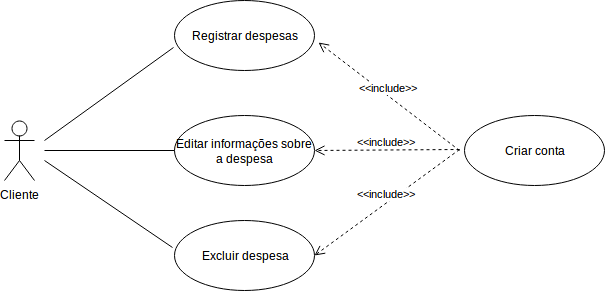 Registrar despesas
<<include>>
Editar informações sobre
a despesa
<<include>>
Criar conta
Cliente
<<include>>
Excluir despesa